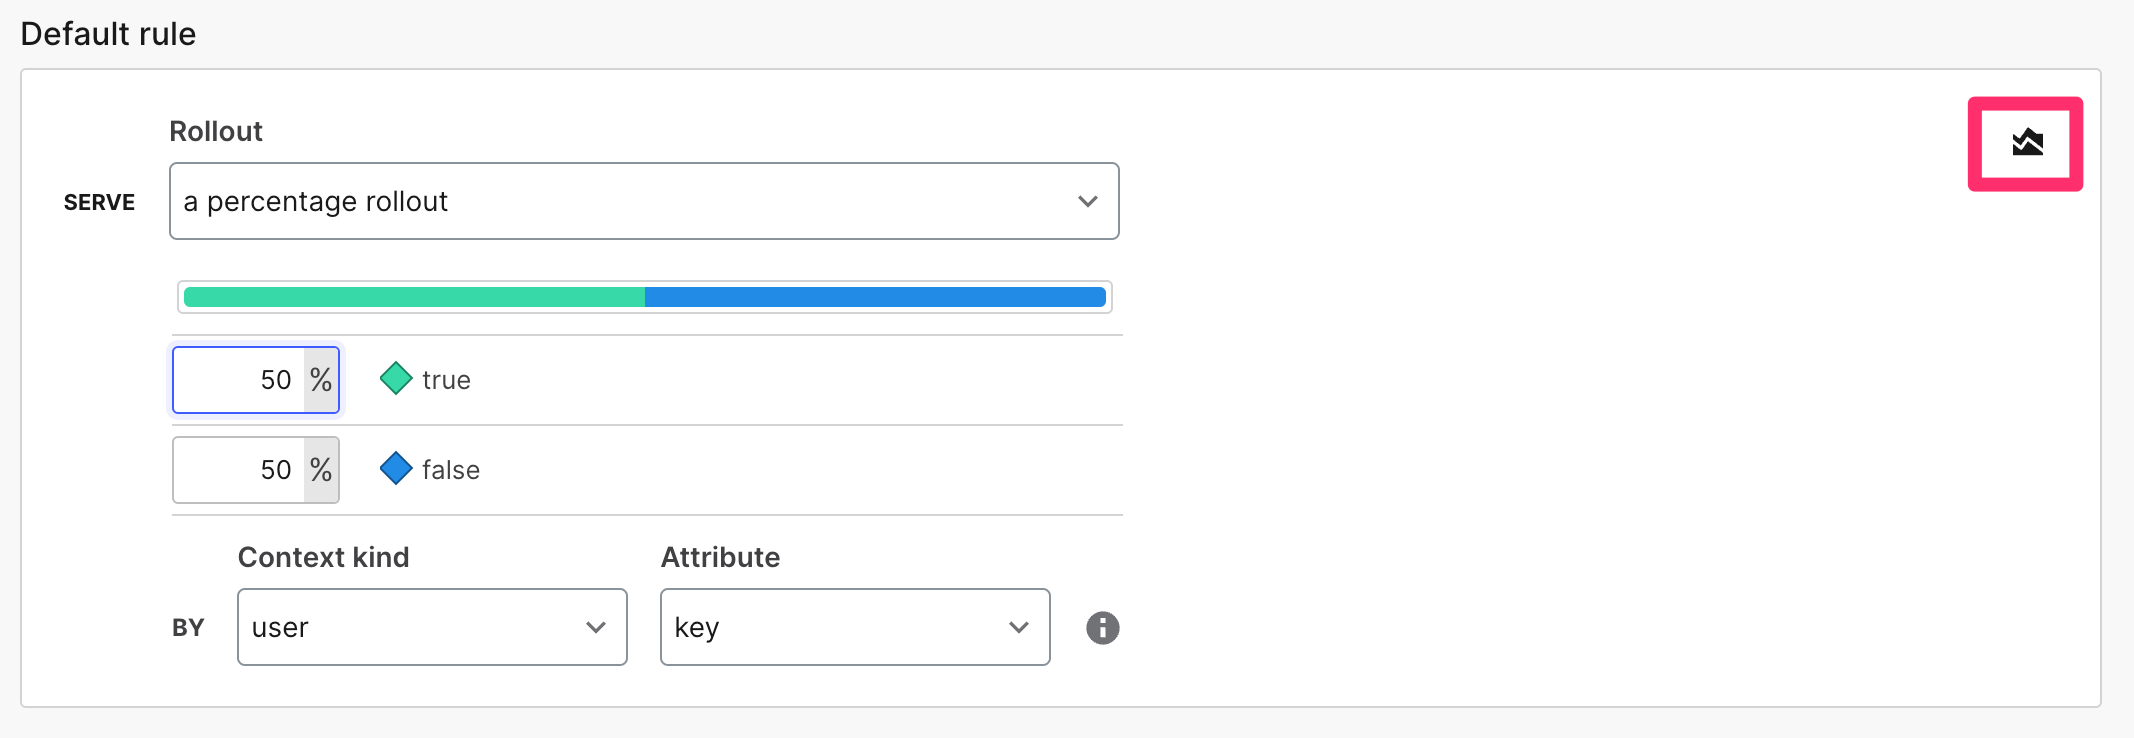 Default rule
Rollout
SERVE
a percentage rollout
50 %
true
50 %
false
Context kind
Attribute
BY
user
key